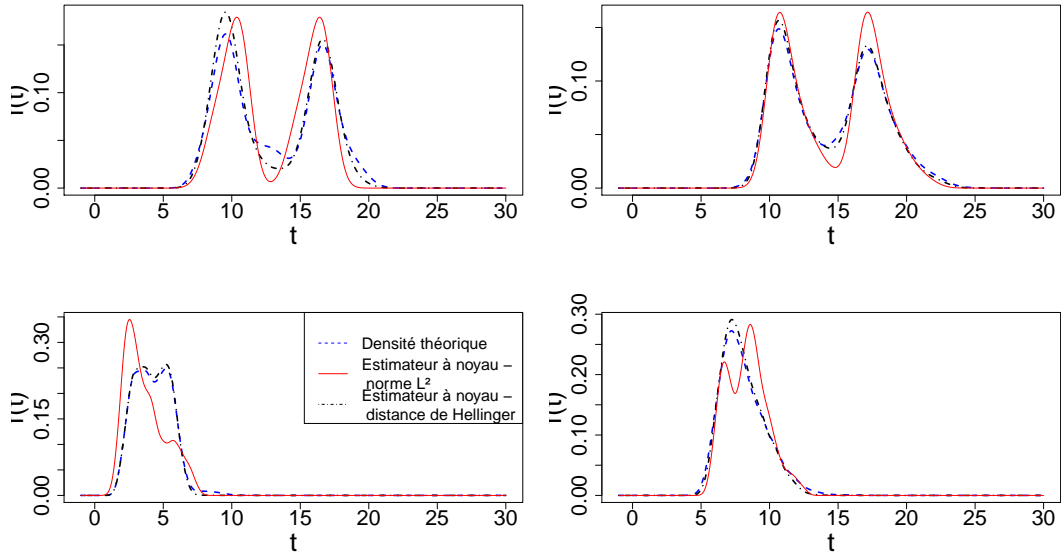 f(t)
0.00 0.10
0 5 10 15 20 25 30
t
f(t)
0.00 0.10
0 5 10 15 20 25 30
t
f(t)
0.00 0.15 0.30
0 5 10 15 20 25 30
t
Densité théorique
Estimateur à noyau –
norme L²
Estimateur à noyau –
distance de Hellinger
f(t)
0.00 0.10 0.20 0.30
0 5 10 15 20 25 30
t